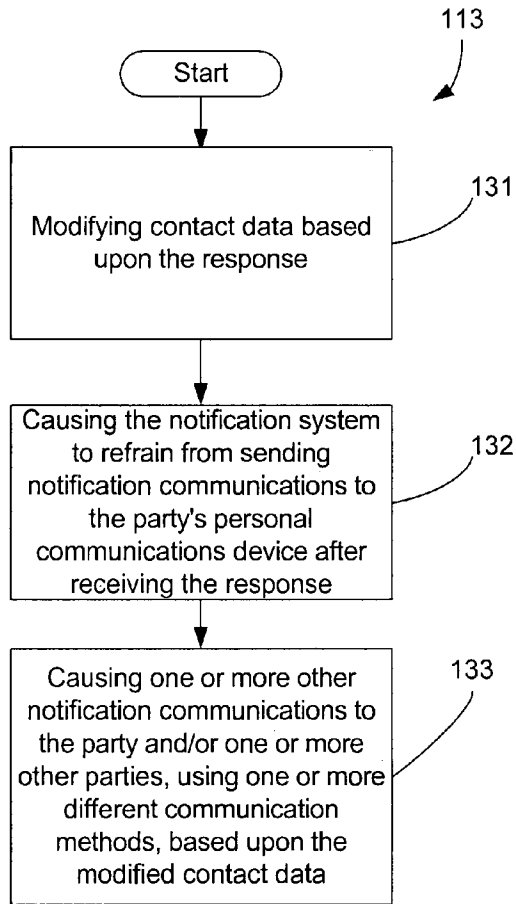 113
Start
Modifying contact data based
upon the response
131
Causing the notification system
to refrain from sending
notification communications to
the party's personal
communications device after
receiving the response
132
Causing one or more other
notification communications to
the party and/or one or more
other parties, using one or more
different communication
methods, based upon the
modified contact data
133